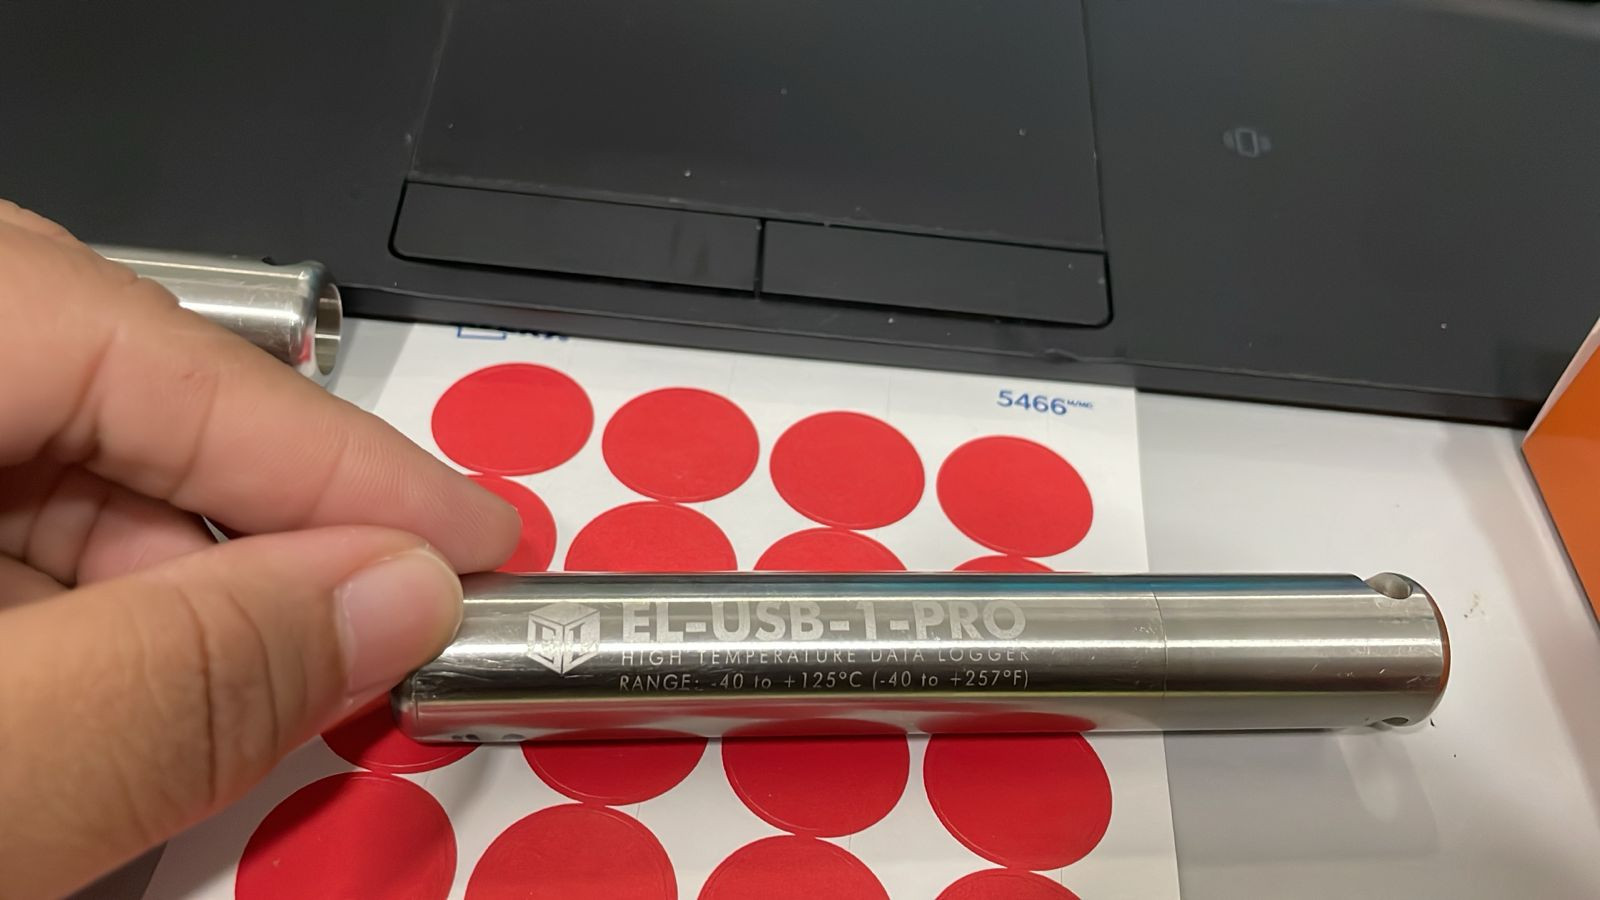 5466
EL-USB-1-PRO
HIGH TEMPERATURE DATA LOGGER
RANGE: -40 to +125°C (-40 to +257°F)